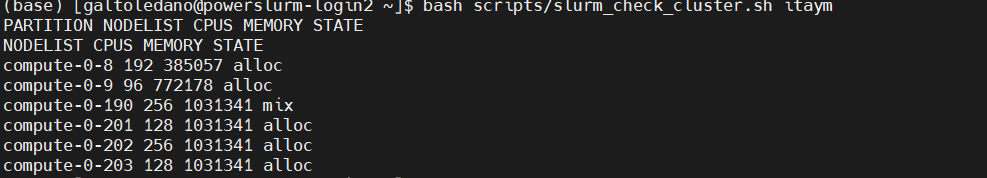 (base) [galtoledano@powerslurm-login2 ~]$ bash scripts/slurm_check_cluster.sh itaym
PARTITION NODELIST CPUS MEMORY STATE
NODELIST CPUS MEMORY STATE
compute-0-8 192 385057 alloc
compute-0-9 96 772178 alloc
compute-0-190 256 1031341 mix
compute-0-201 128 1031341 alloc
compute-0-202 256 1031341 alloc
compute-0-203 128 1031341 alloc